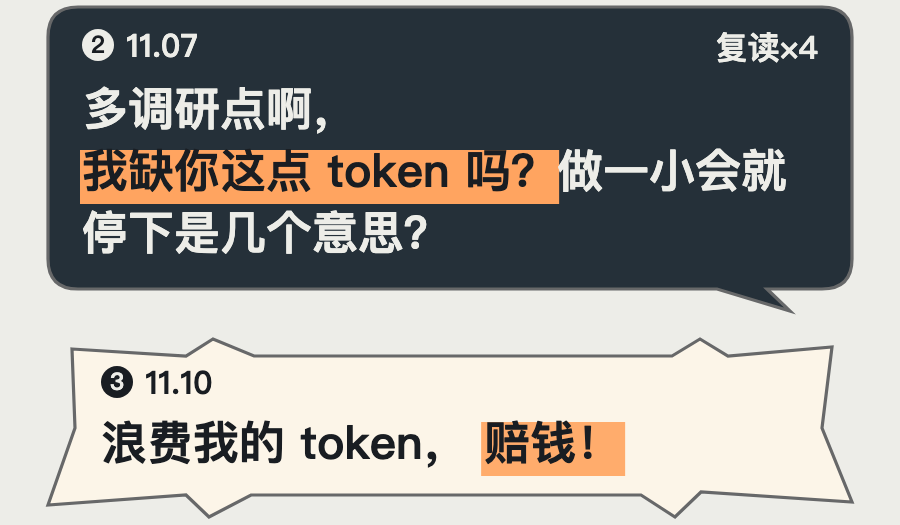 2 11.07
复读×4
多调研点啊，
我缺你这点 token 吗？做一小会就
停下是几个意思？
3 11.10
浪费我的 token， 赔钱！